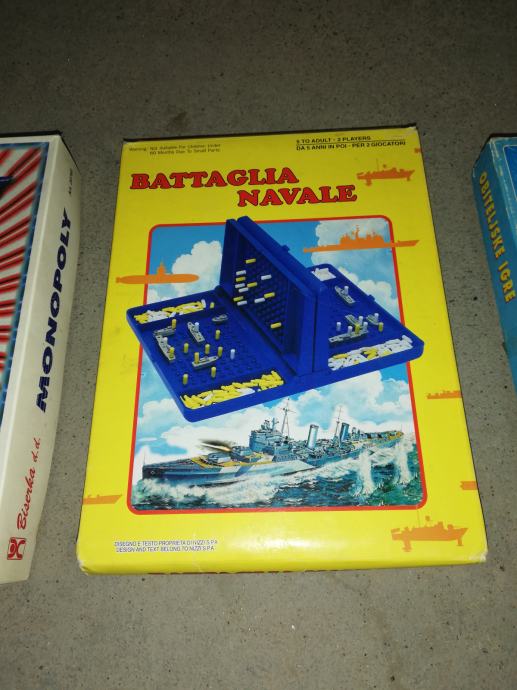 Warning: Not Suitable For Children Under
60 Months Due To Small Parts
5 TO ADULT - 2 PLAYERS
DA 5 ANNI IN POI - PER 2 GIOCATORI
BATTAGLIA
NAVALE
DISEGNO E TESTO PROPRIETA DI NIZZI S.P.A
DESIGN AND TEXT BELONG TO NIZZI S.P.A
MONOPOLY
Biserka d.d.
OBITELJSKE IGRE